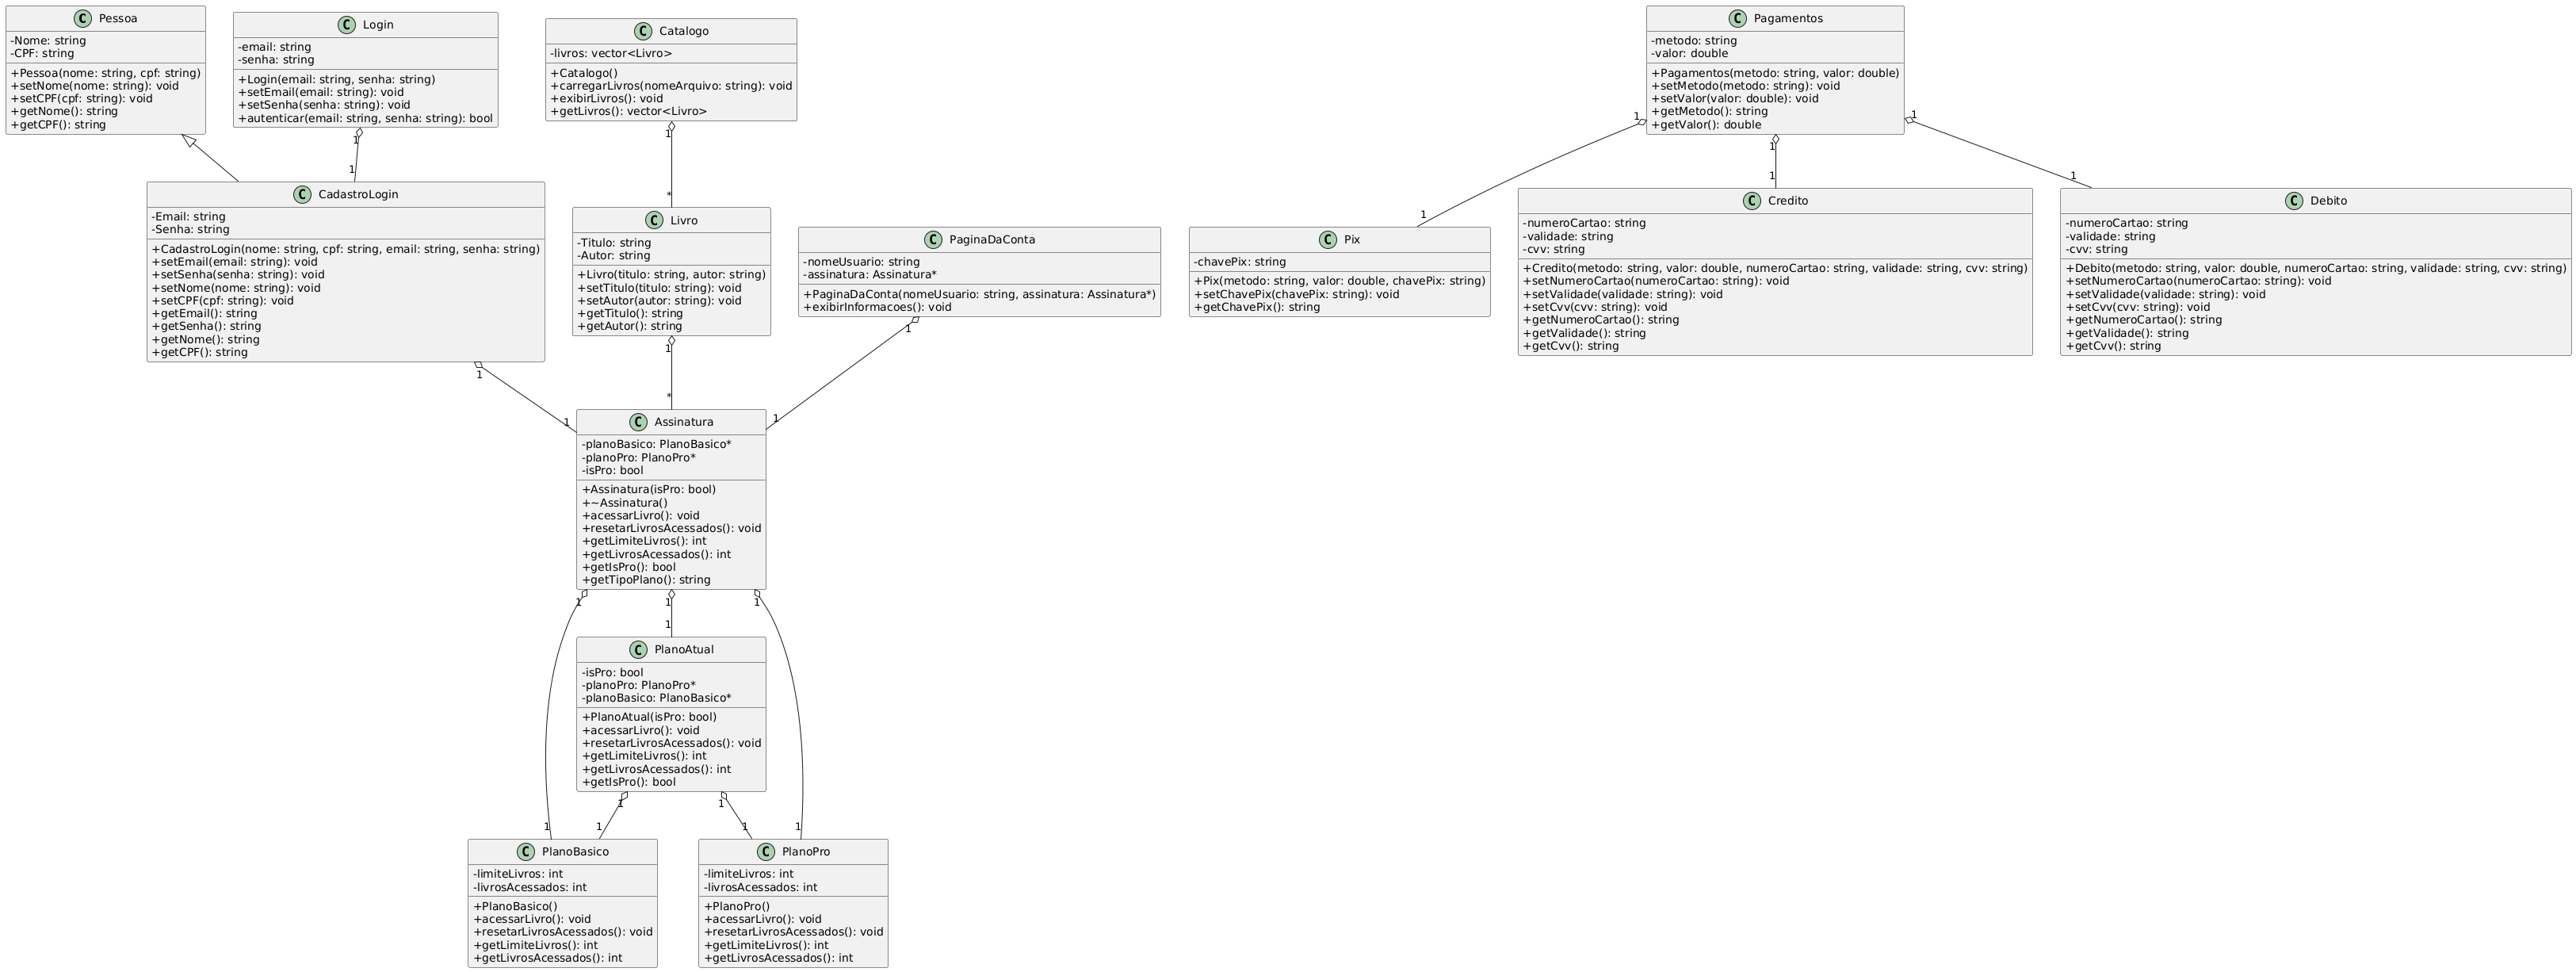 C Pessoa
-Nome: string
-CPF: string
+Pessoa(nome: string, cpf: string)
+setNome(nome: string): void
+setCPF(cpf: string): void
+getNome(): string
+getCPF(): string
C Login
-email: string
-senha: string
+Login(email: string, senha: string)
+setEmail(email: string): void
+setSenha(senha: string): void
+autenticar(email: string, senha: string): bool
1
1
C Catalogo
-livros: vector<Livro>
+Catalogo()
+carregarLivros(nomeArquivo: string): void
+exibirLivros(): void
+getLivros(): vector<Livro>
1
*
C Pagamentos
-metodo: string
-valor: double
+Pagamentos(metodo: string, valor: double)
+setMetodo(metodo: string): void
+setValor(valor: double): void
+getMetodo(): string
+getValor(): double
1
1
1
1
1
1
C CadastroLogin
-Email: string
-Senha: string
+CadastroLogin(nome: string, cpf: string, email: string, senha: string)
+setEmail(email: string): void
+setSenha(senha: string): void
+setNome(nome: string): void
+setCPF(cpf: string): void
+getEmail(): string
+getSenha(): string
+getNome(): string
+getCPF(): string
1
1
C Livro
-Titulo: string
-Autor: string
+Livro(titulo: string, autor: string)
+setTitulo(titulo: string): void
+setAutor(autor: string): void
+getTitulo(): string
+getAutor(): string
1
*
C PaginaDaConta
-nomeUsuario: string
-assinatura: Assinatura*
+PaginaDaConta(nomeUsuario: string, assinatura: Assinatura*)
+exibirInformacoes(): void
1
1
C Pix
-chavePix: string
+Pix(metodo: string, valor: double, chavePix: string)
+setChavePix(chavePix: string): void
+getChavePix(): string
C Credito
-numeroCartao: string
-validade: string
-cvv: string
+Credito(metodo: string, valor: double, numeroCartao: string, validade: string, cvv: string)
+setNumeroCartao(numeroCartao: string): void
+setValidade(validade: string): void
+setCvv(cvv: string): void
+getNumeroCartao(): string
+getValidade(): string
+getCvv(): string
C Debito
-numeroCartao: string
-validade: string
-cvv: string
+Debito(metodo: string, valor: double, numeroCartao: string, validade: string, cvv: string)
+setNumeroCartao(numeroCartao: string): void
+setValidade(validade: string): void
+setCvv(cvv: string): void
+getNumeroCartao(): string
+getValidade(): string
+getCvv(): string
C Assinatura
-planoBasico: PlanoBasico*
-planoPro: PlanoPro*
-isPro: bool
+Assinatura(isPro: bool)
+~Assinatura()
+acessarLivro(): void
+resetarLivrosAcessados(): void
+getLimiteLivros(): int
+getLivrosAcessados(): int
+getIsPro(): bool
+getTipoPlano(): string
1
1
1
1
C PlanoAtual
-isPro: bool
-planoPro: PlanoPro*
-planoBasico: PlanoBasico*
+PlanoAtual(isPro: bool)
+acessarLivro(): void
+resetarLivrosAcessados(): void
+getLimiteLivros(): int
+getLivrosAcessados(): int
+getIsPro(): bool
1
1
1
1
1
1
C PlanoBasico
-limiteLivros: int
-livrosAcessados: int
+PlanoBasico()
+acessarLivro(): void
+resetarLivrosAcessados(): void
+getLimiteLivros(): int
+getLivrosAcessados(): int
C PlanoPro
-limiteLivros: int
-livrosAcessados: int
+PlanoPro()
+acessarLivro(): void
+resetarLivrosAcessados(): void
+getLimiteLivros(): int
+getLivrosAcessados(): int